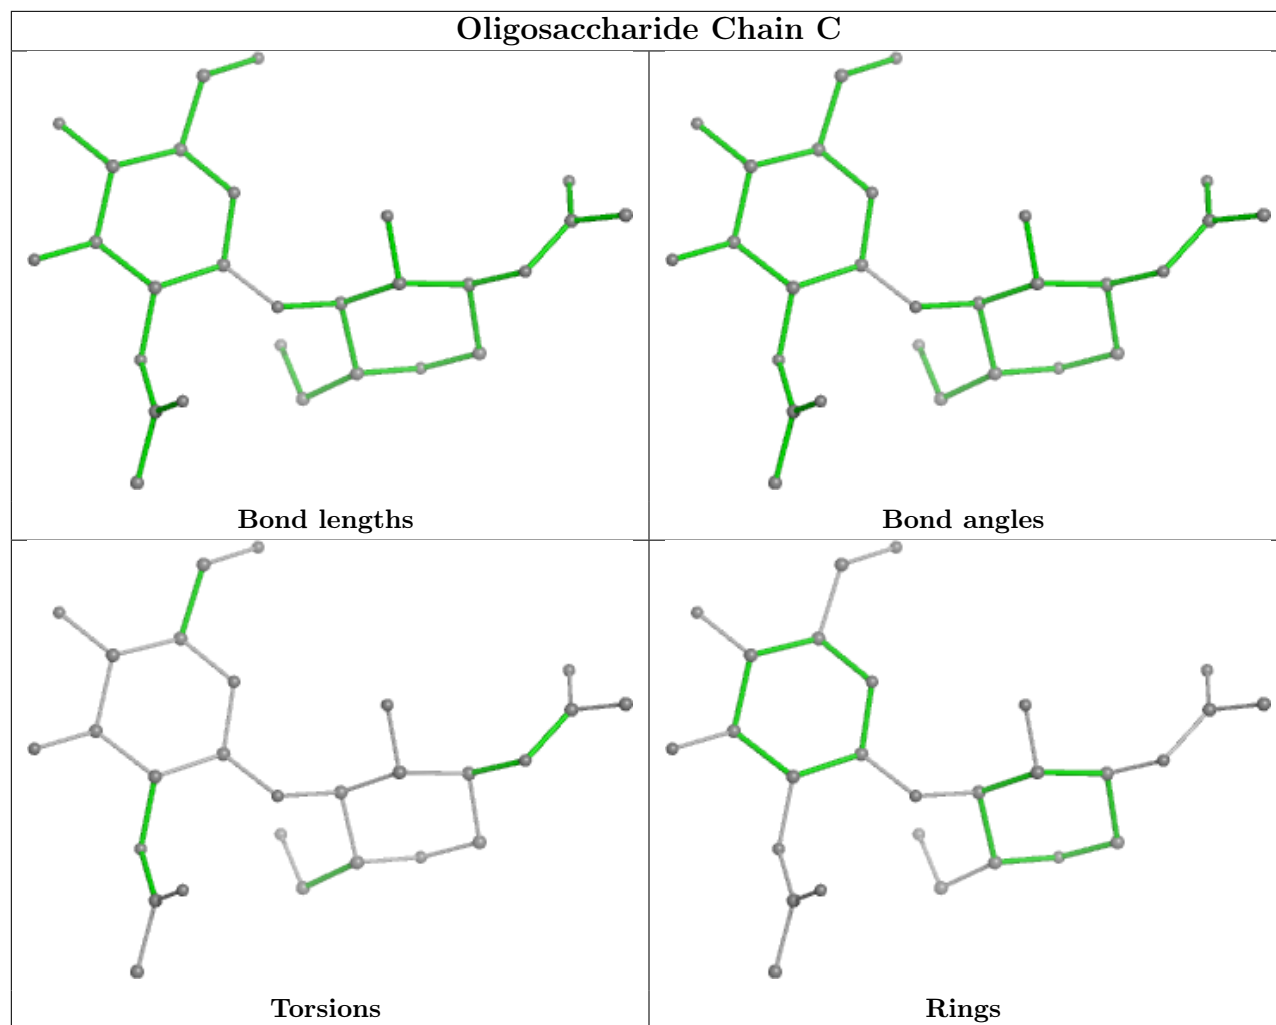 Oligosaccharide Chain C
Bond lengths
Bond angles
Torsions
Rings